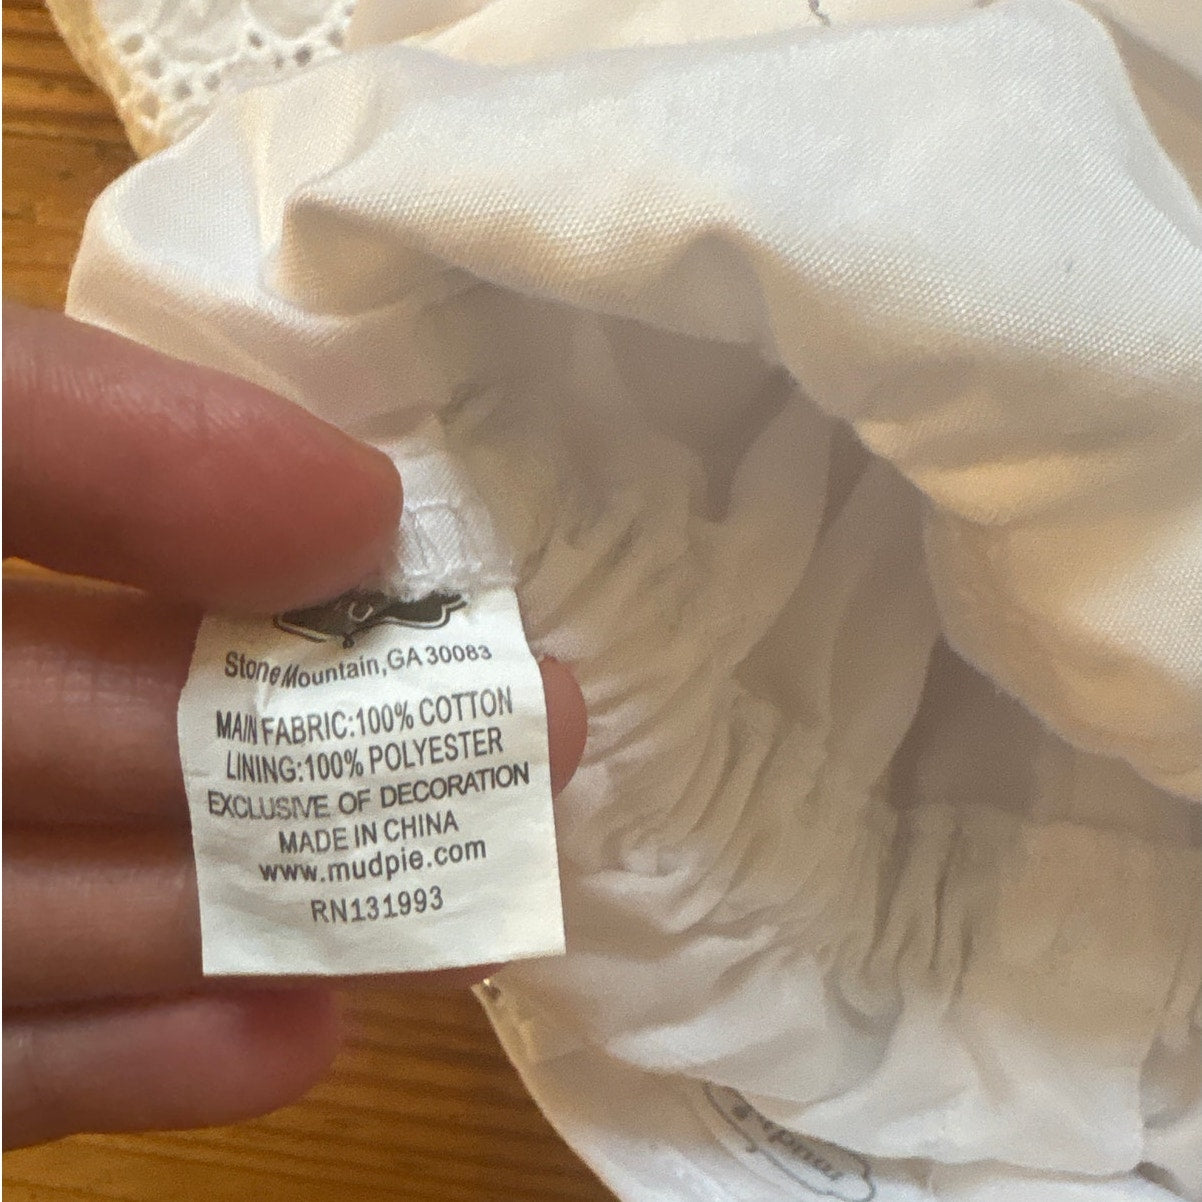 Stone Mountain,GA 30083
MAIN FABRIC:100% COTTON
LINING:100% POLYESTER
EXCLUSIVE OF DECORATION
MADE IN CHINA
www.mudpie.com
RN131993